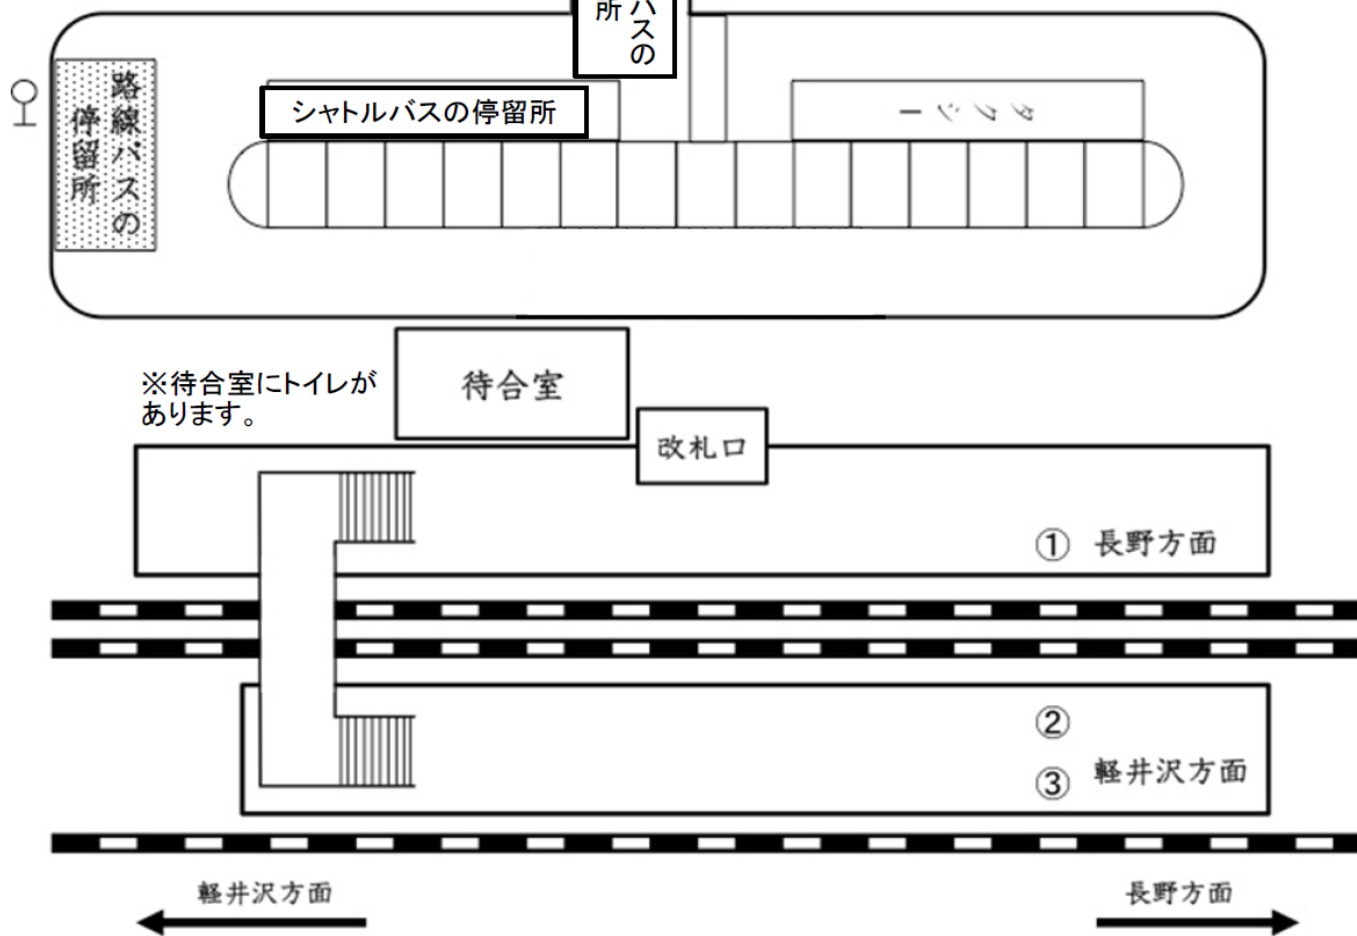 バスの
所
路線バスの
停留所
シャトルバスの停留所
タクシー
※待合室にトイレが
あります。
待合室
改札口
① 長野方面
②
③ 軽井沢方面
軽井沢方面
長野方面